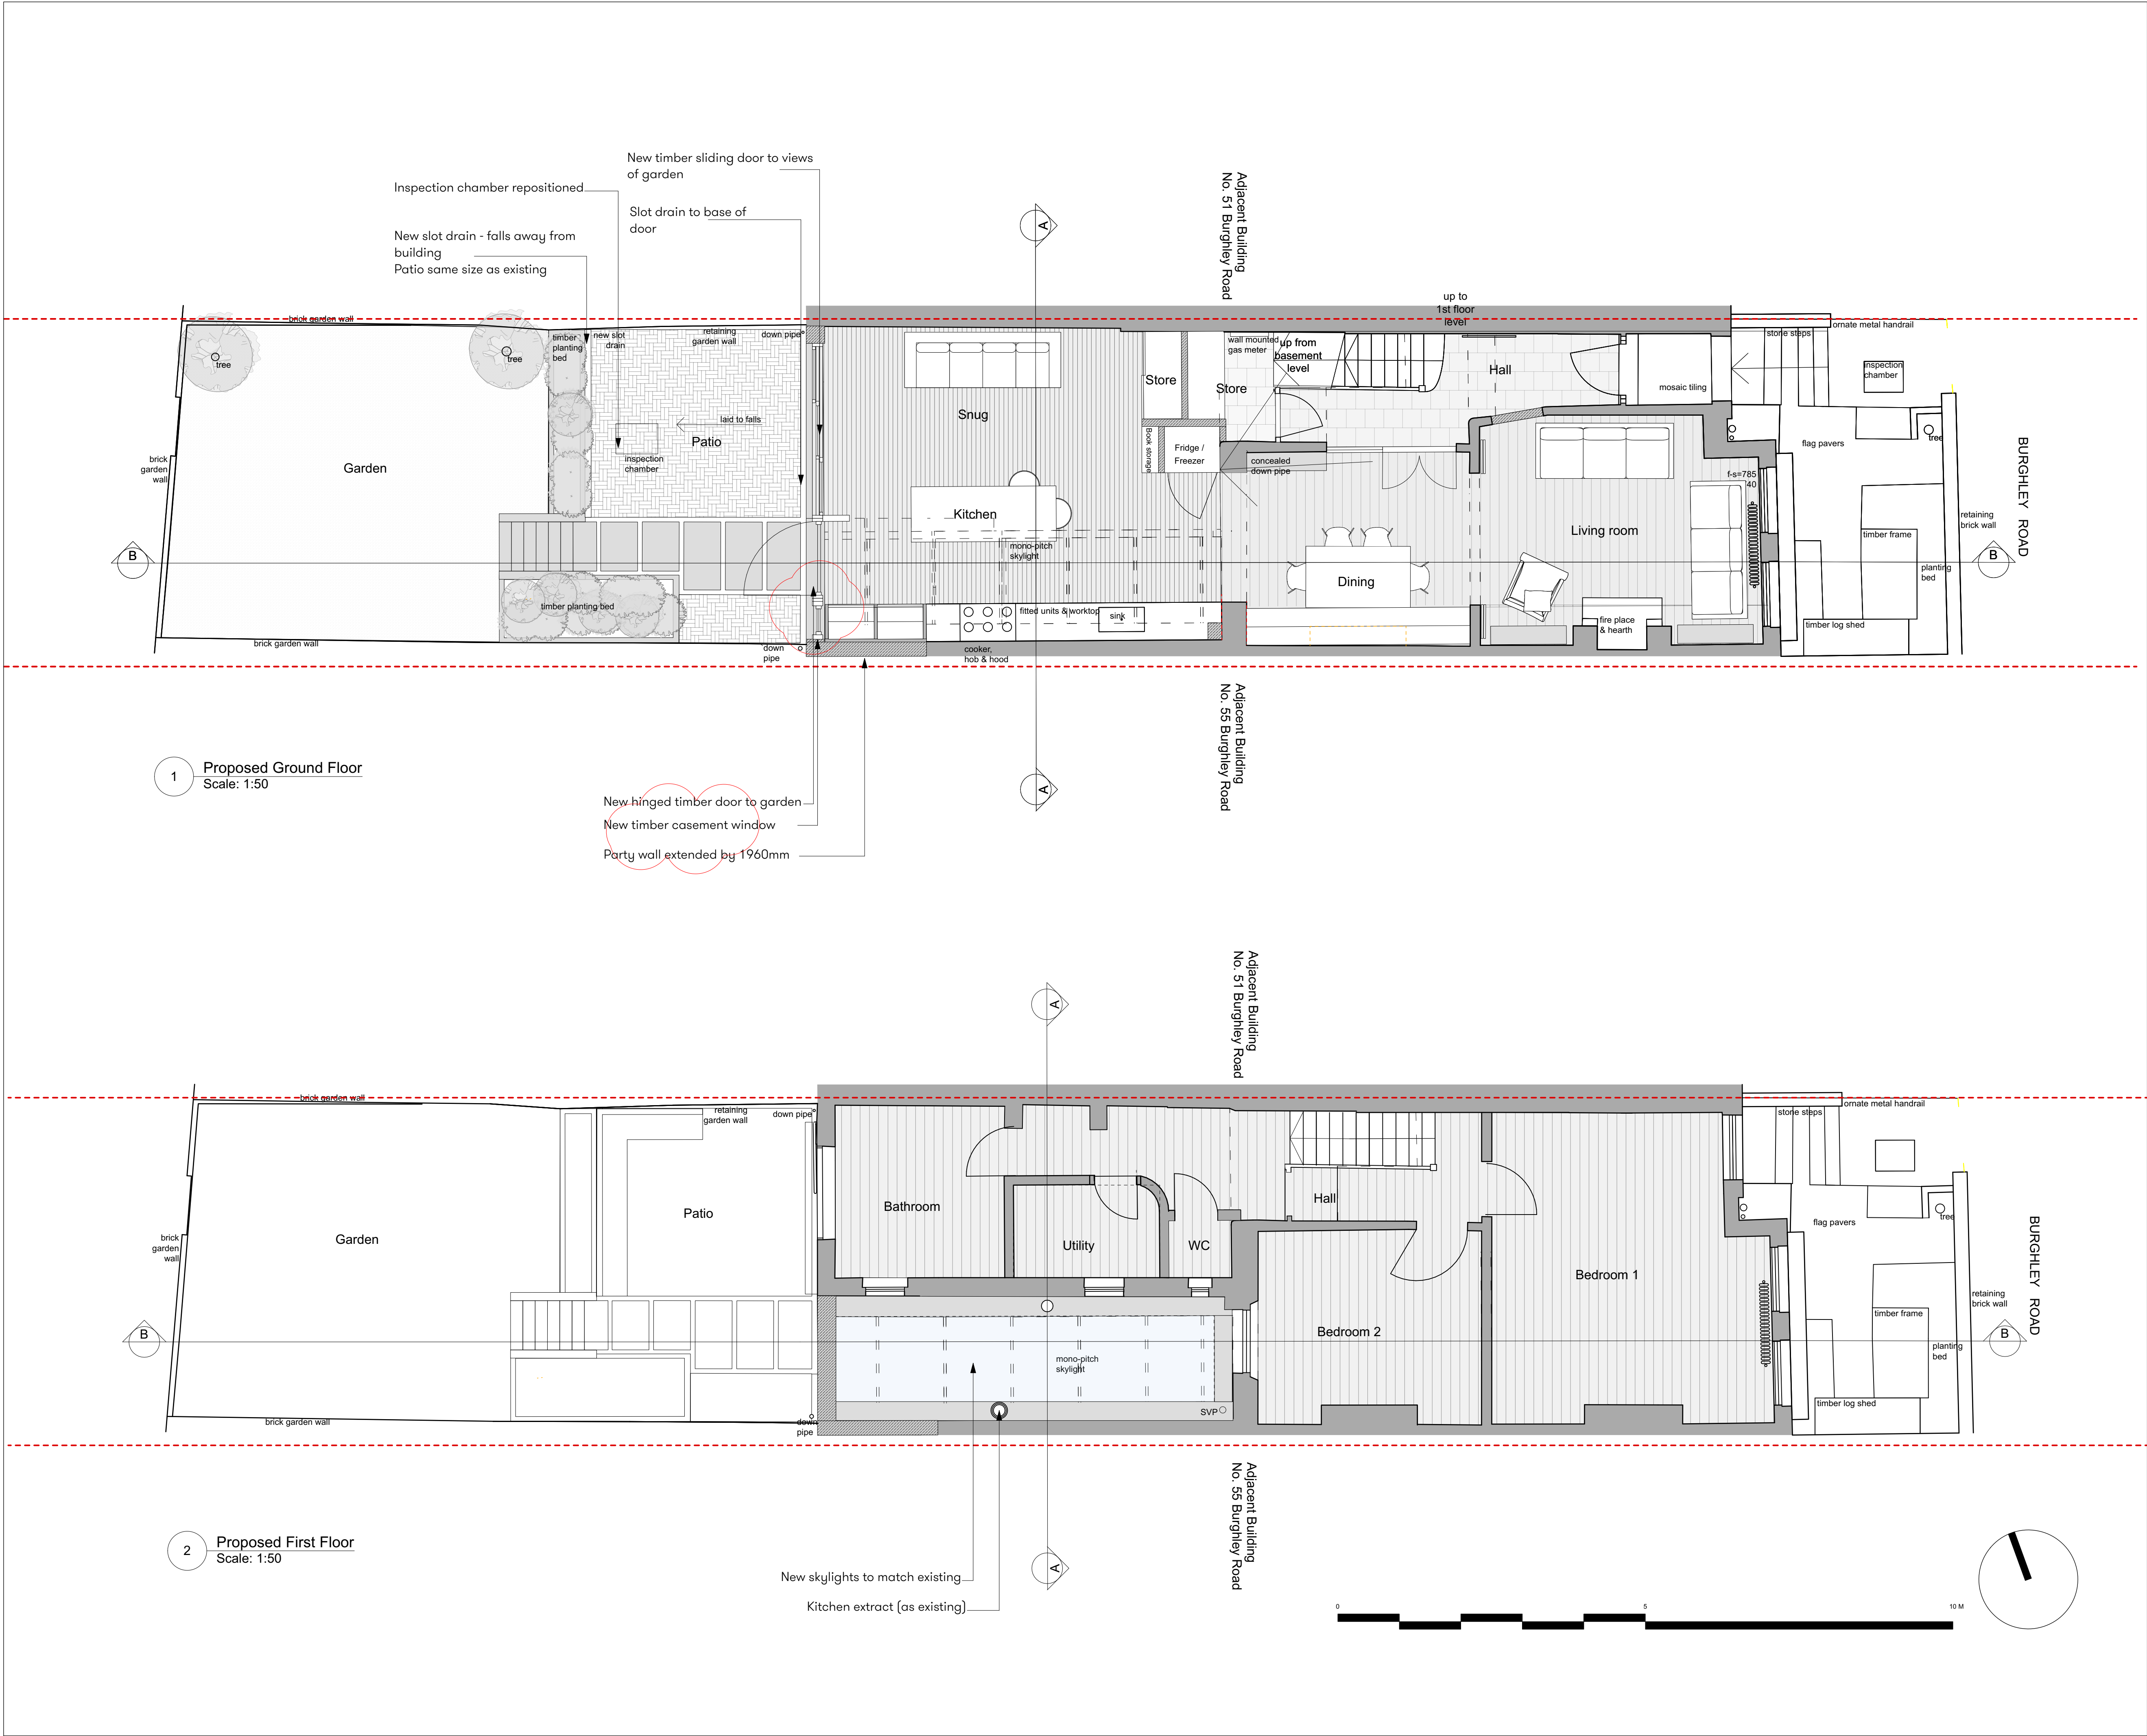 New timber sliding door to views
of garden
Inspection chamber repositioned
Slot drain to base of
door
New slot drain - falls away from
building
Patio same size as existing
Adjacent Building
No. 51 Burghley Road
A
up to
1st floor
level
brick garden wall
tree
tree
timber
planting
bed
new slot
drain
retaining
garden wall
down pipe
laid to falls
Patio
inspection
chamber
Garden
brick
garden
wall
Snug
Kitchen
mono-pitch
skylight
Store
Store
wall mounted
gas meter
up from
basement
level
Book storage
Fridge /
Freezer
concealed
down pipe
Hall
mosaic tiling
stone steps
ornate metal handrail
inspection
chamber
flag pavers
tree
f-s=785
40
Living room
Dining
fire place
& hearth
retaining
brick wall
timber frame
planting
bed
timber log shed
BURGHLEY ROAD
B
B
timber planting bed
brick garden wall
down
pipe
fitted units & worktop
sink
cooker,
hob & hood
Adjacent Building
No. 55 Burghley Road
A
1
Proposed Ground Floor
Scale: 1:50
New hinged timber door to garden
New timber casement window
Party wall extended by 1960mm
Adjacent Building
No. 51 Burghley Road
A
brick garden wall
retaining
garden wall
down pipe
Patio
Garden
brick
garden
wall
Bathroom
Utility
WC
Hall
Bedroom 1
Bedroom 2
mono-pitch
skylight
SVP
stone steps
ornate metal handrail
flag pavers
tree
retaining
brick wall
timber frame
planting
bed
timber log shed
BURGHLEY ROAD
B
B
brick garden wall
down
pipe
Adjacent Building
No. 55 Burghley Road
A
2
Proposed First Floor
Scale: 1:50
New skylights to match existing
Kitchen extract (as existing)
0
5
10 M